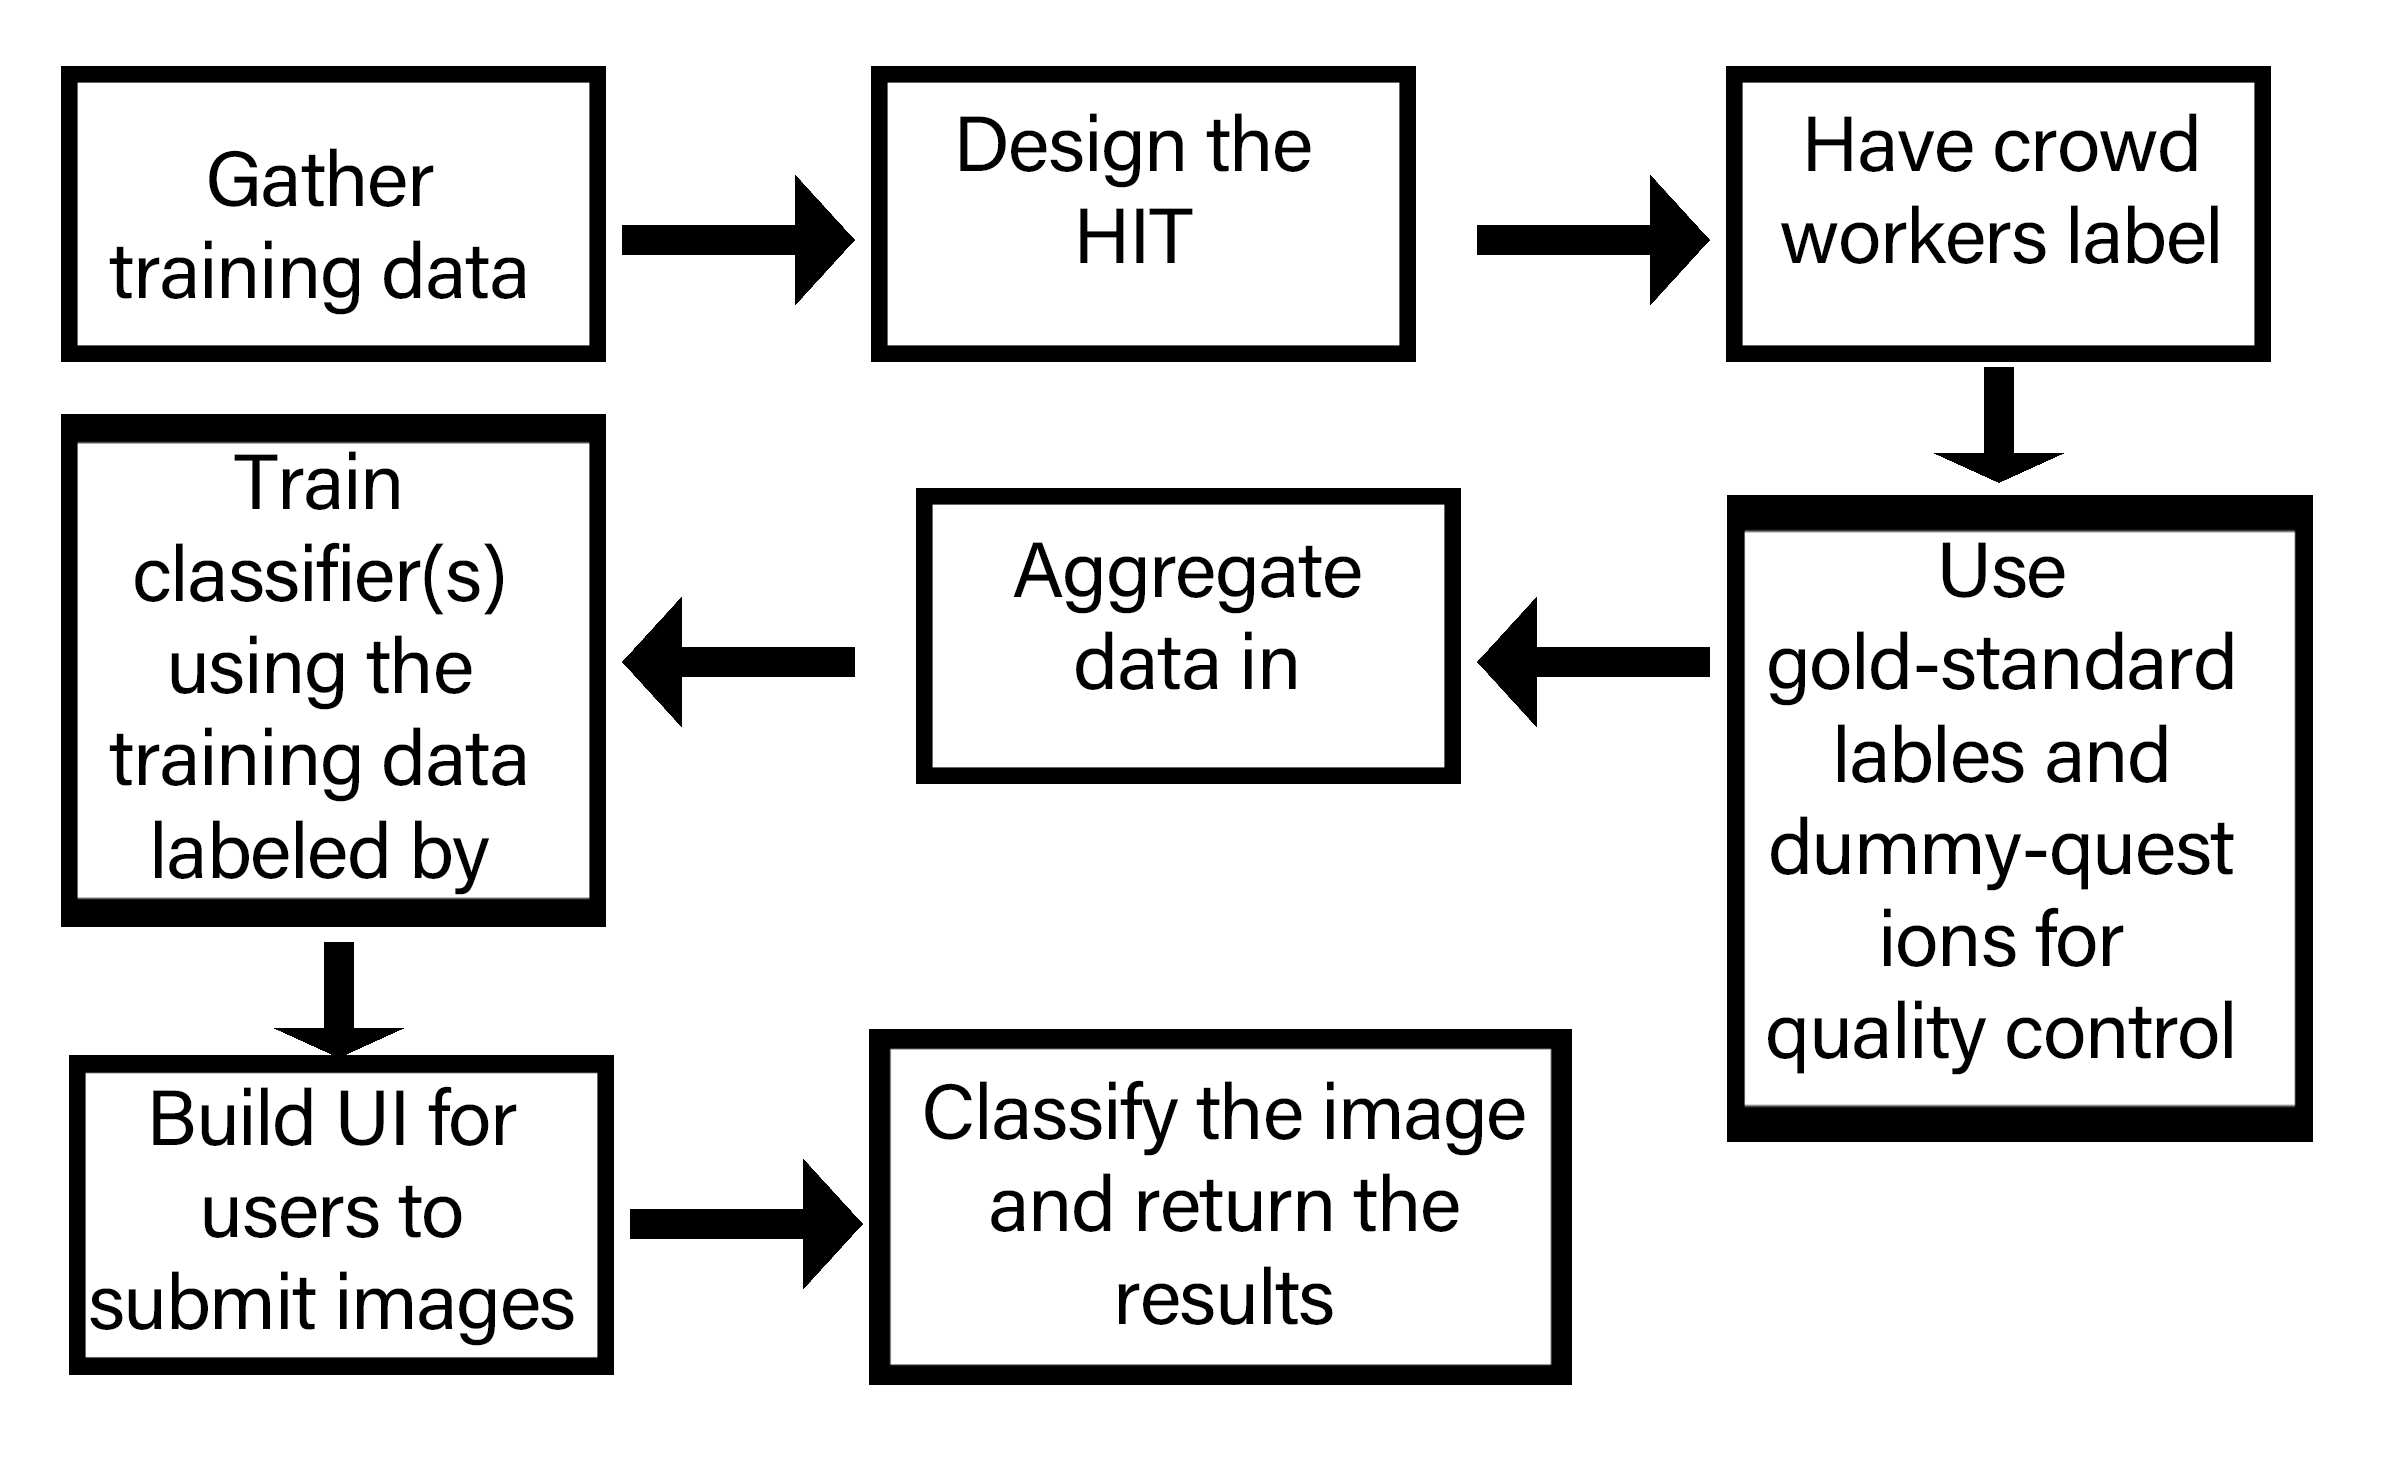 Gather
training data
Design the
HIT
Have crowd
workers label
Use
gold-standard
lables and
dummy-quest
ions for
quality control
Aggregate
data in
Train
classifier(s)
using the
training data
labeled by
Build UI for
users to
submit images
Classify the image
and return the
results